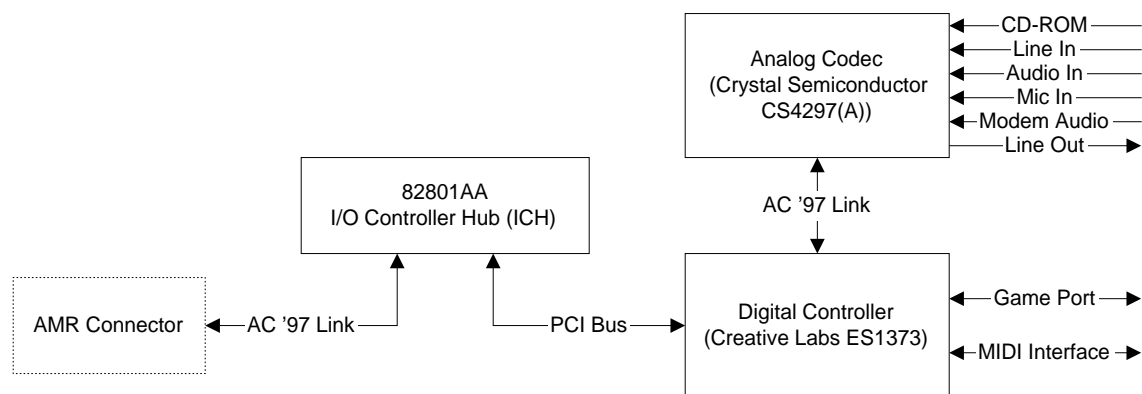 CD-ROM
Line In
Audio In
Mic In
Modem Audio
Line Out
Analog Codec
(Crystal Semiconductor
CS4297(A))
AC '97 Link
82801AA
I/O Controller Hub (ICH)
AMR Connector
AC '97 Link
PCI Bus
Digital Controller
(Creative Labs ES1373)
Game Port
MIDI Interface